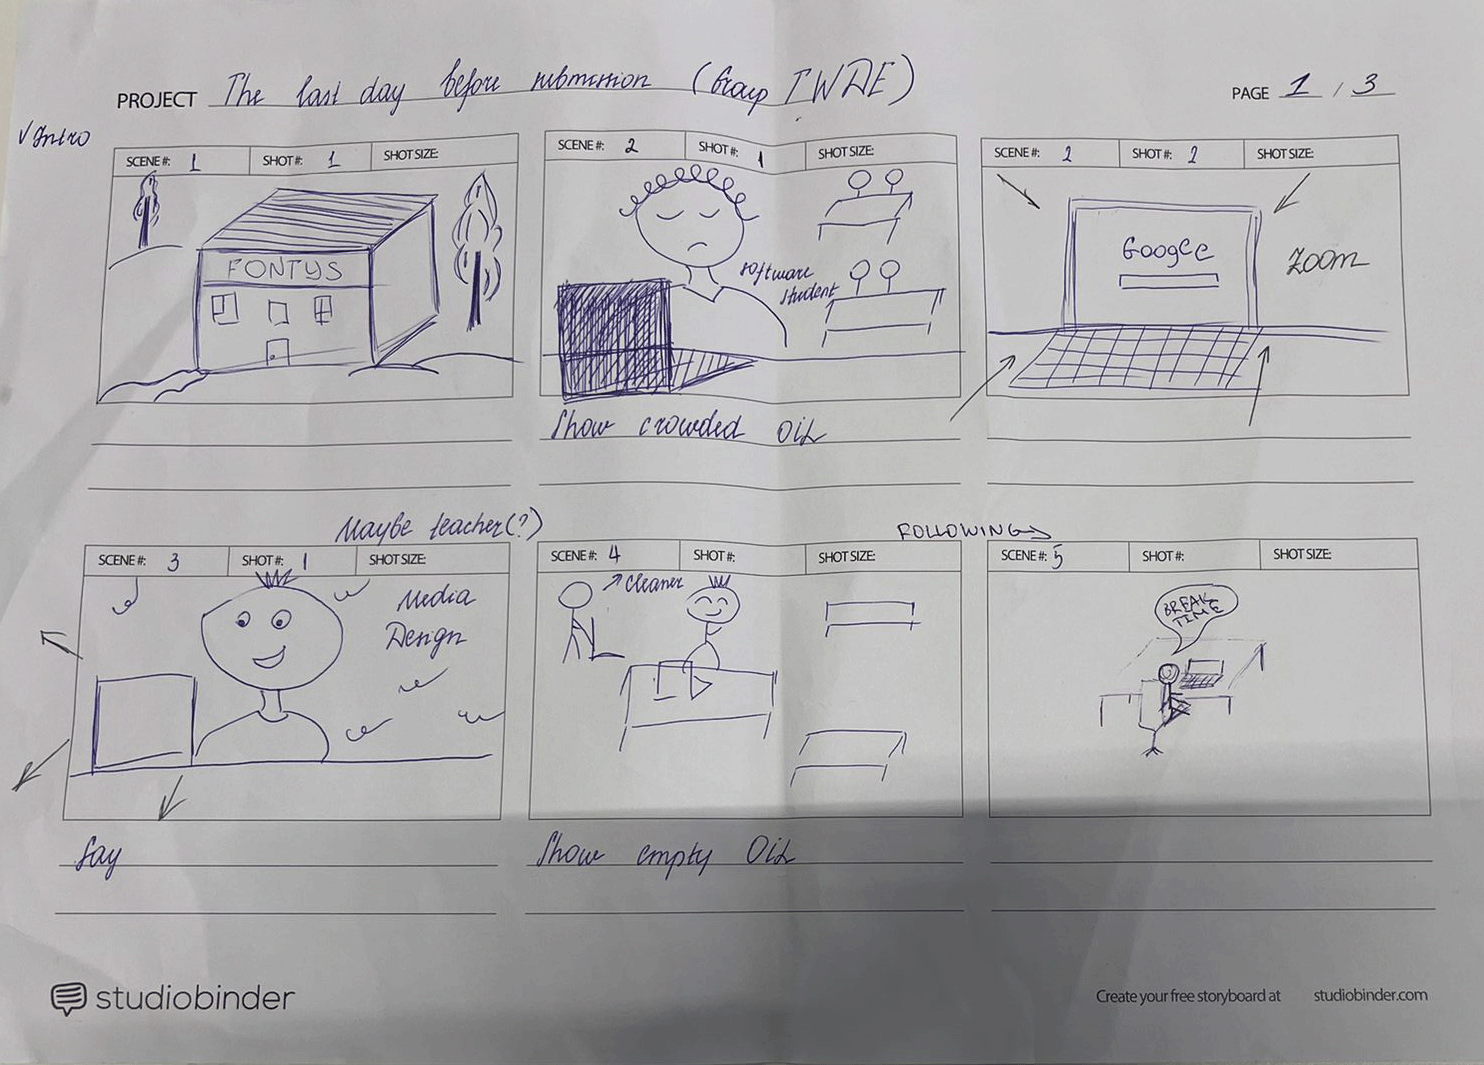 PROJECT The last day before submission (Group IWDE)
PAGE 1 / 3
√ Intro
SCENE #: 1 SHOT #: 1 SHOT SIZE:
FONTYS
SCENE #: 2 SHOT #: 1 SHOT SIZE:
software
student
Show crowded OIL
SCENE #: 2 SHOT #: 2 SHOT SIZE:
Google
Zoom
Maybe teacher(?)
SCENE #: 3 SHOT #: 1 SHOT SIZE:
Media
Design
Say
SCENE #: 4 SHOT #: SHOT SIZE:
Cleaner
Show empty OIL
FOLLOWING
SCENE #: 5 SHOT #: SHOT SIZE:
BREAK
TIME
studiobinder
Create your free storyboard at studiobinder.com